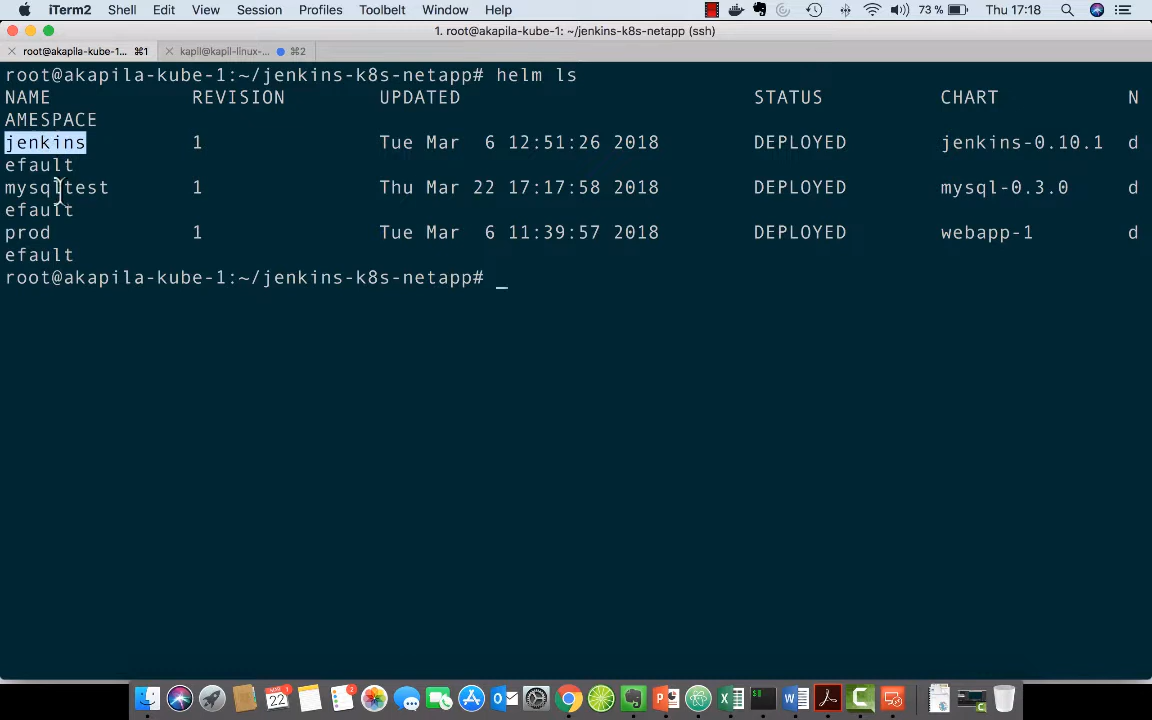 iTerm2 Shell Edit View Session Profiles Toolbelt Window Help 73 % Thu 17:18
1. root@akapila-kube-1: ~/jenkins-k8s-netapp (ssh)
root@akapila-kube-1... ⌘1 kapil@kapil-linux-... ⌘2
root@akapila-kube-1:~/jenkins-k8s-netapp# helm ls
NAME REVISION UPDATED STATUS CHART N
AMESPACE
jenkins 1 Tue Mar 6 12:51:26 2018 DEPLOYED jenkins-0.10.1 d
efault
mysqltest 1 Thu Mar 22 17:17:58 2018 DEPLOYED mysql-0.3.0 d
efault
prod 1 Tue Mar 6 11:39:57 2018 DEPLOYED webapp-1 d
efault
root@akapila-kube-1:~/jenkins-k8s-netapp# _
22